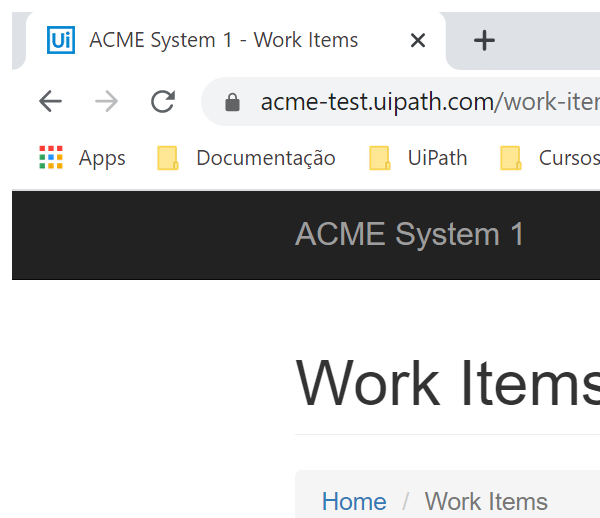 Ui ACME System 1 - Work Items
acme-test.uipath.com/work-iten
Apps Documentação UiPath Cursos
ACME System 1
Work Items
Home / Work Items